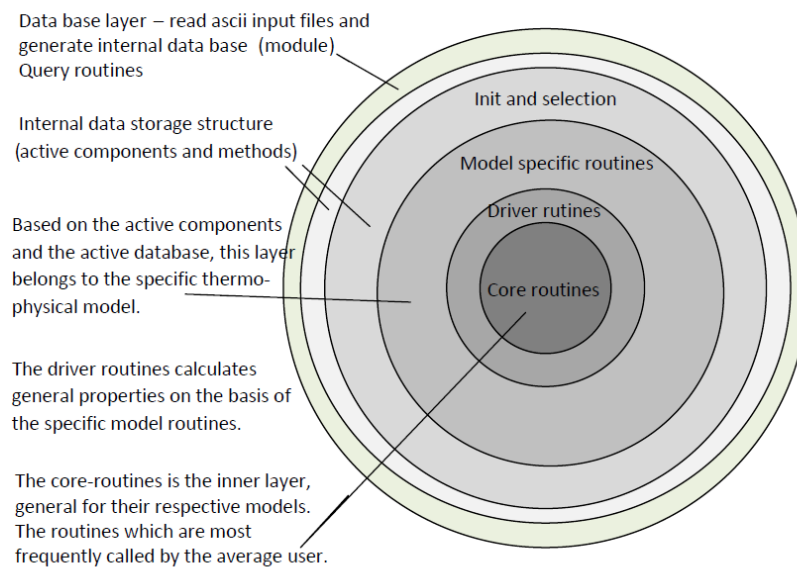 Data base layer – read ascii input files and
generate internal data base  (module)
Query routines
Init and selection
Internal data storage structure
(active components and methods)
Model specific routines
Driver rutines
Based on the active components
and the active database, this layer
belongs to the specific thermo-
physical model.
Core routines
The driver routines calculates
general properties on the basis of
the specific model routines.
The core-routines is the inner layer,
general for their respective models.
The routines which are most
frequently called by the average user.